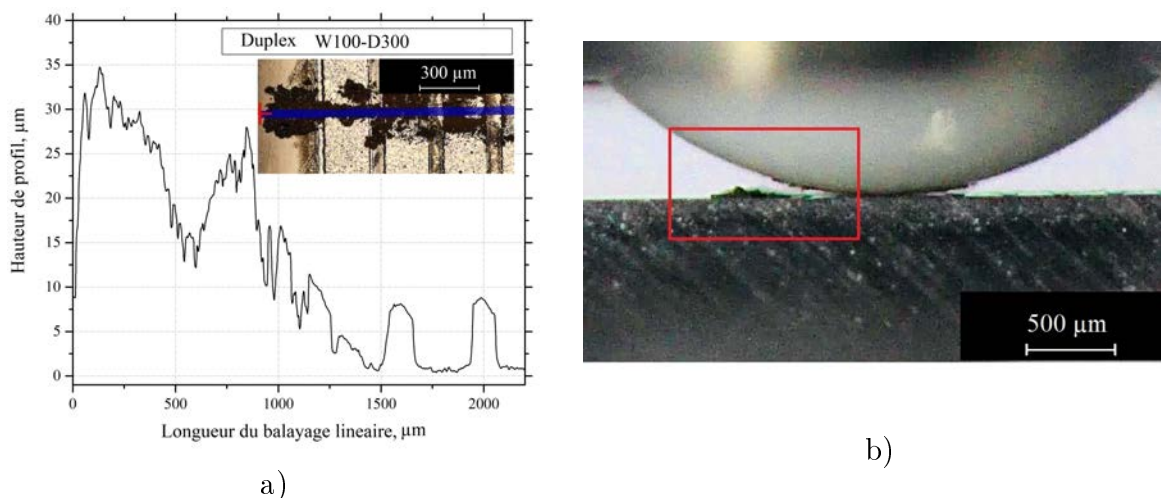 40
35
30
25
20
15
10
5
0
Hauteur de profil, μm
Duplex W100-D300
300 μm
0 500 1000 1500 2000
Longueur du balayage lineaire, μm
a)
500 μm
b)